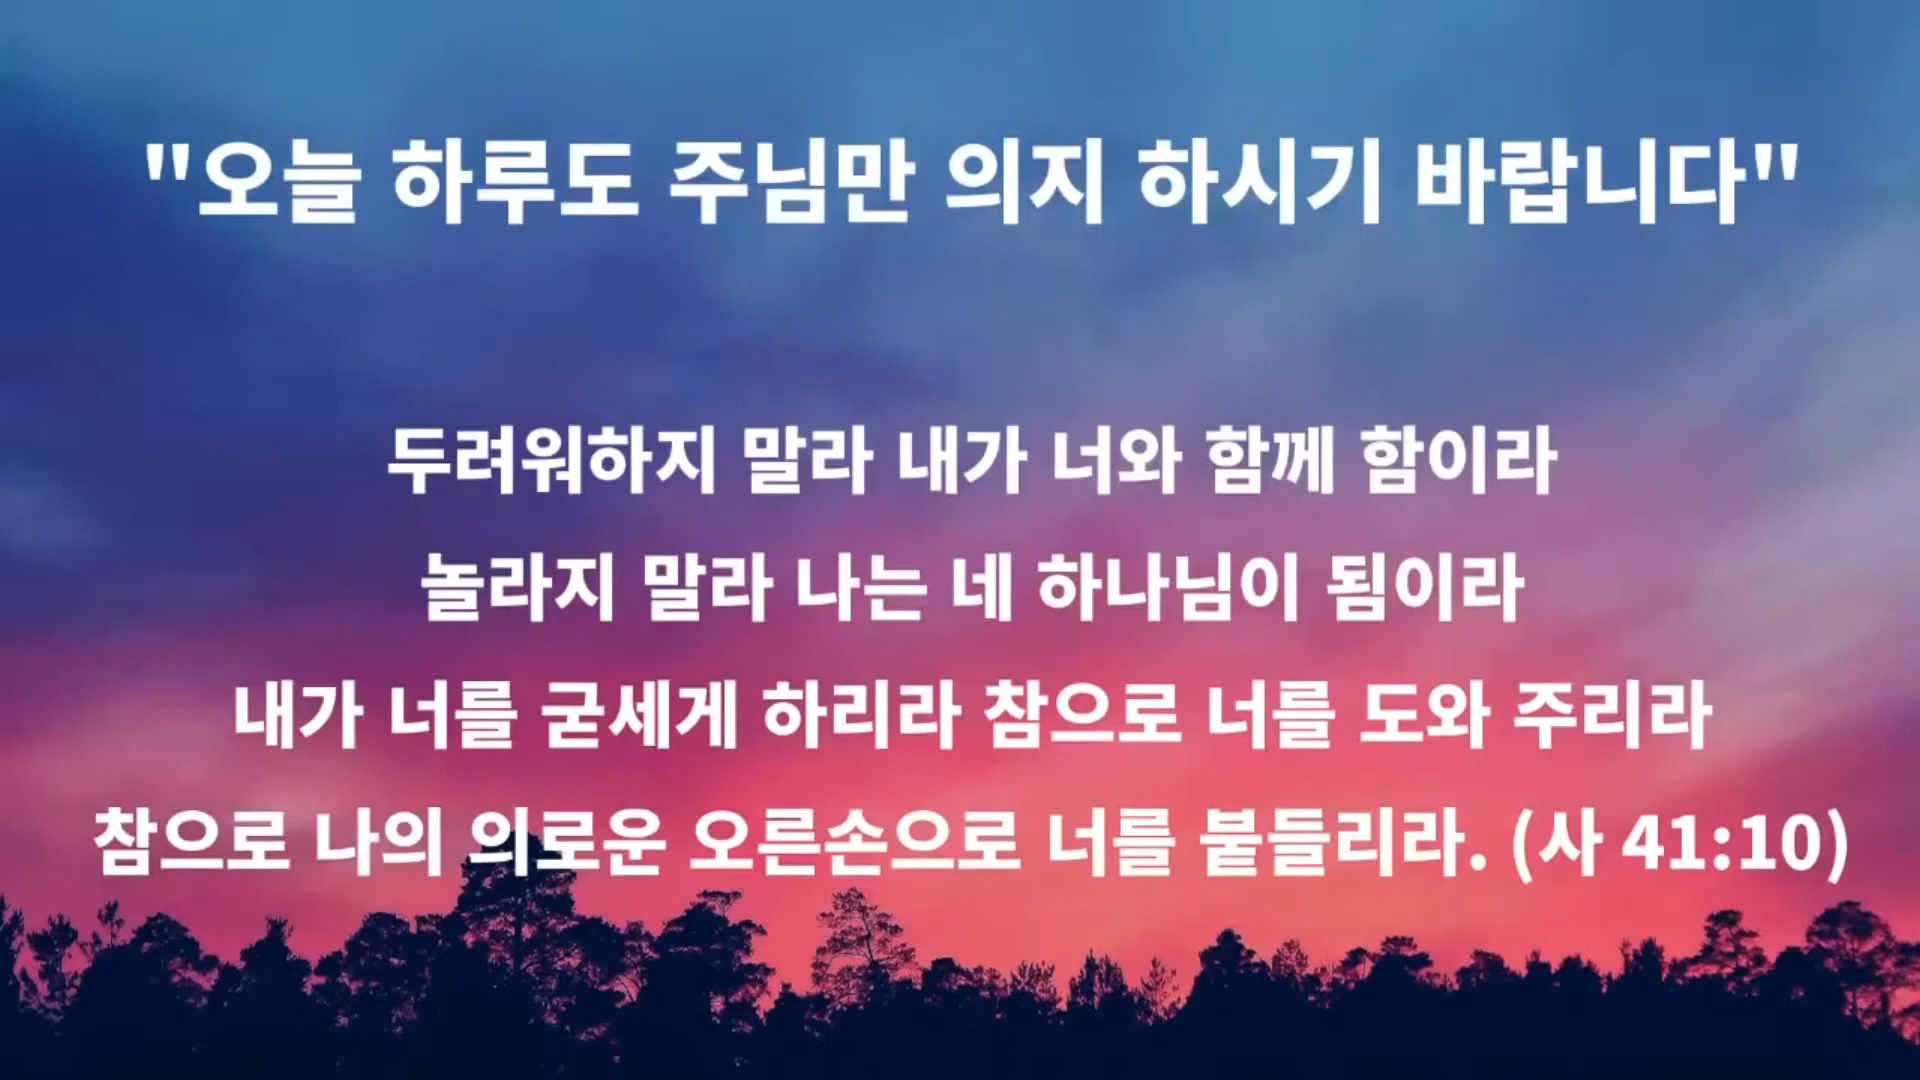 "오늘 하루도 주님만 의지 하시기 바랍니다"
두려워하지 말라 내가 너와 함께 함이라
놀라지 말라 나는 네 하나님이 됨이라
내가 너를 굳세게 하리라 참으로 너를 도와 주리라
참으로 나의 의로운 오른손으로 너를 붙들리라. (사 41:10)